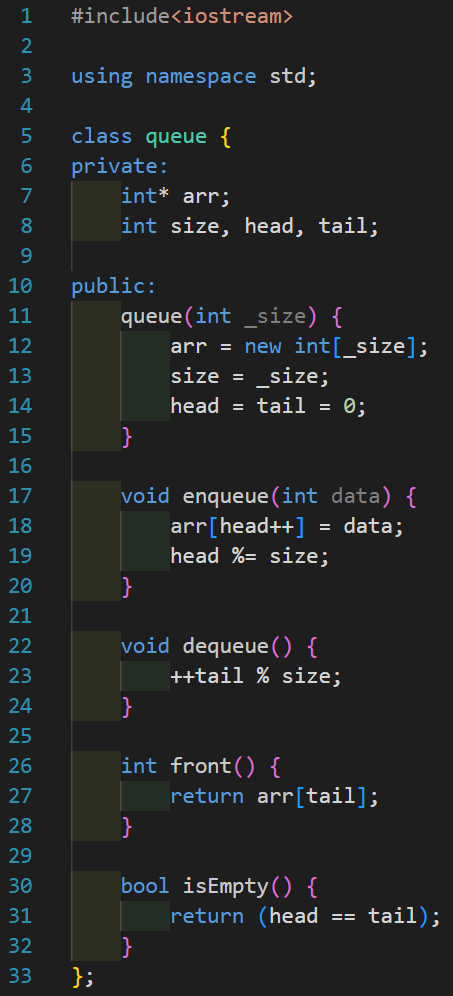 1 #include<iostream>
2
3 using namespace std;
4
5 class queue {
6 private:
7     int* arr;
8     int size, head, tail;
9
10 public:
11     queue(int _size) {
12         arr = new int[_size];
13         size = _size;
14         head = tail = 0;
15     }
16
17     void enqueue(int data) {
18         arr[head++] = data;
19         head %= size;
20     }
21
22     void dequeue() {
23         ++tail % size;
24     }
25
26     int front() {
27         return arr[tail];
28     }
29
30     bool isEmpty() {
31         return (head == tail);
32     }
33 };